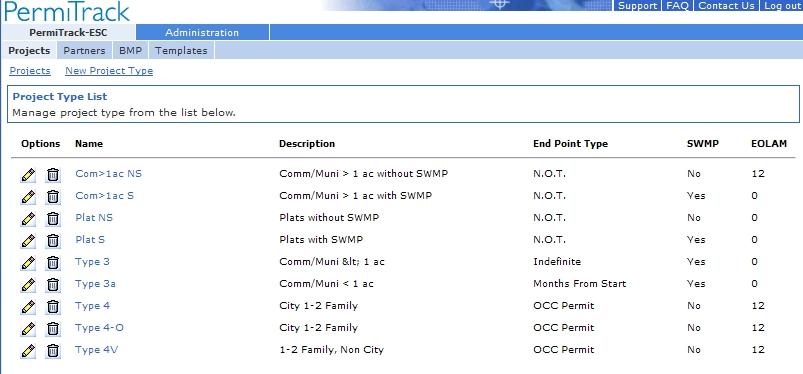 PermiTrack
Support FAQ Contact Us Log out
PermiTrack-ESC Administration
Projects Partners BMP Templates
Projects New Project Type
Project Type List
Manage project type from the list below.
Options Name Description End Point Type SWMP EOLAM
Com>1ac NS Comm/Muni > 1 ac without SWMP N.O.T. No 12
Com>1ac S Comm/Muni > 1 ac with SWMP N.O.T. Yes 0
Plat NS Plats without SWMP N.O.T. No 0
Plat S Plats with SWMP N.O.T. Yes 0
Type 3 Comm/Muni &lt; 1 ac Indefinite Yes 0
Type 3a Comm/Muni < 1 ac Months From Start Yes 0
Type 4 City 1-2 Family OCC Permit No 12
Type 4-O City 1-2 Family OCC Permit No 12
Type 4V 1-2 Family, Non City OCC Permit No 12